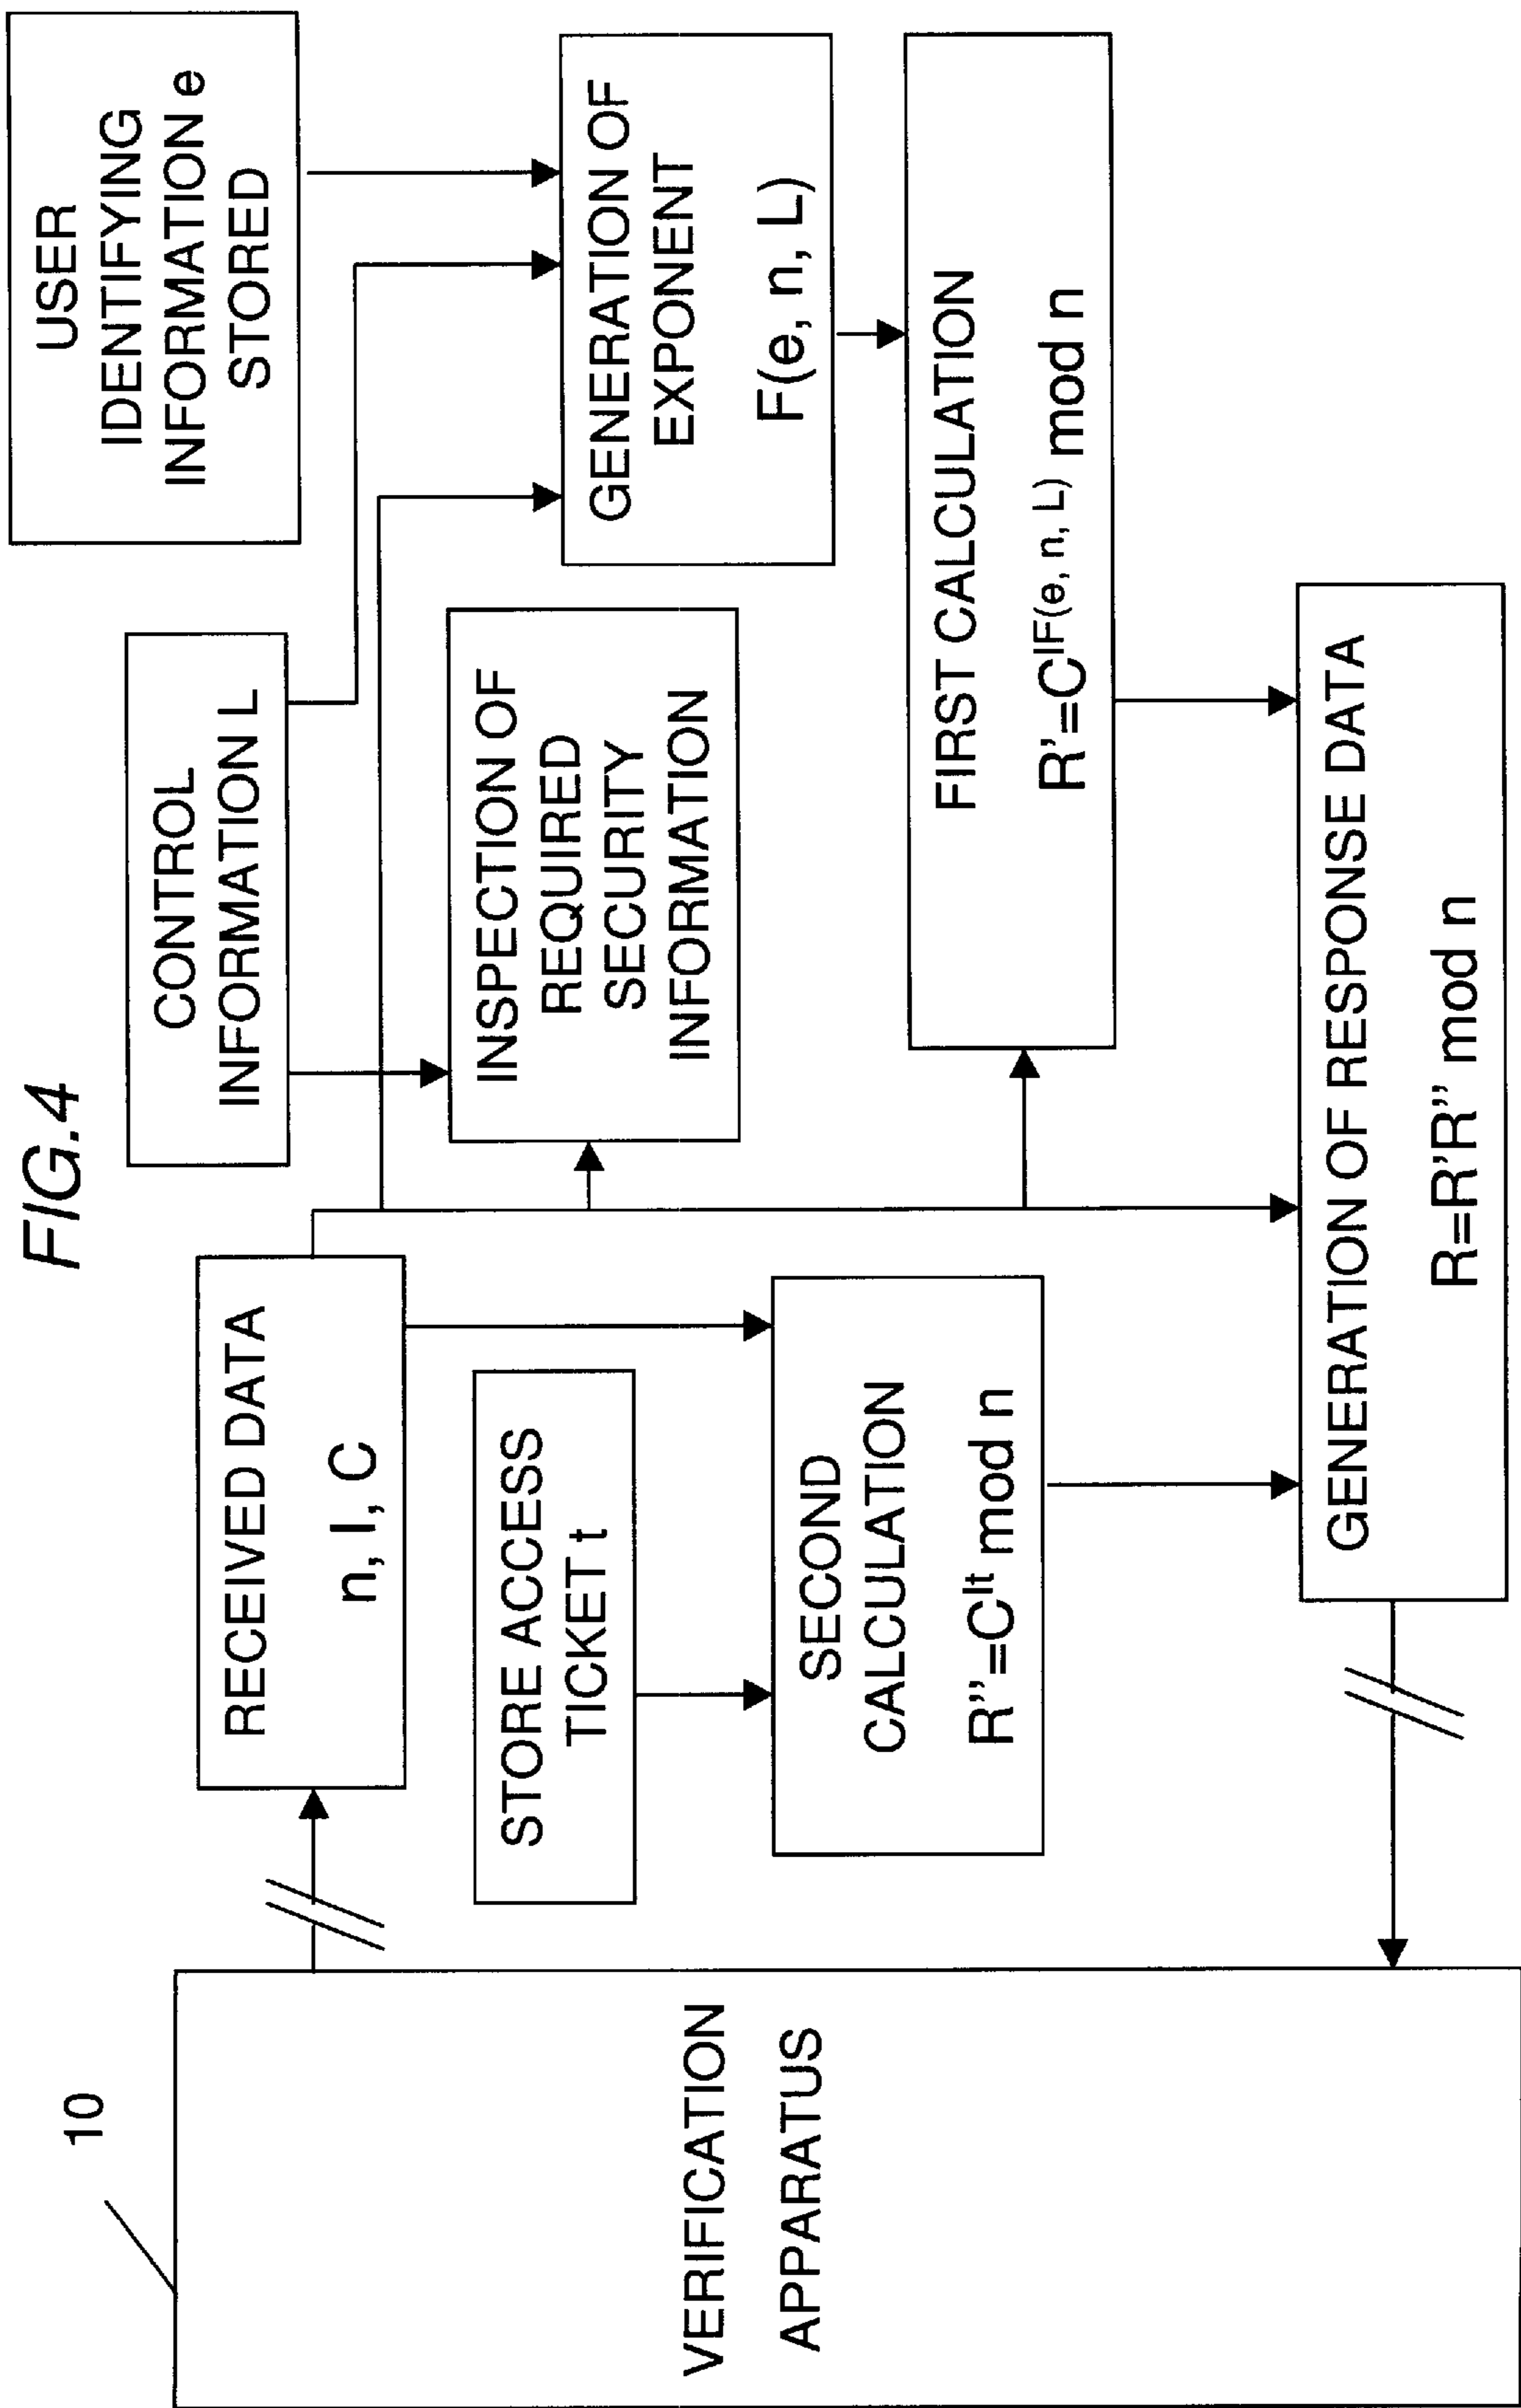 FIG.4
10
VERIFICATION
APPARATUS
RECEIVED DATA
n, I, C
STORE ACCESS
TICKET t
SECOND
CALCULATION
R''=C^It mod n
CONTROL
INFORMATION L
INSPECTION OF
REQUIRED
SECURITY
INFORMATION
USER
IDENTIFYING
INFORMATION e
STORED
GENERATION OF
EXPONENT
F(e, n, L)
FIRST CALCULATION
R'=C^IF(e, n, L) mod n
GENERATION OF RESPONSE DATA
R=R'R'' mod n